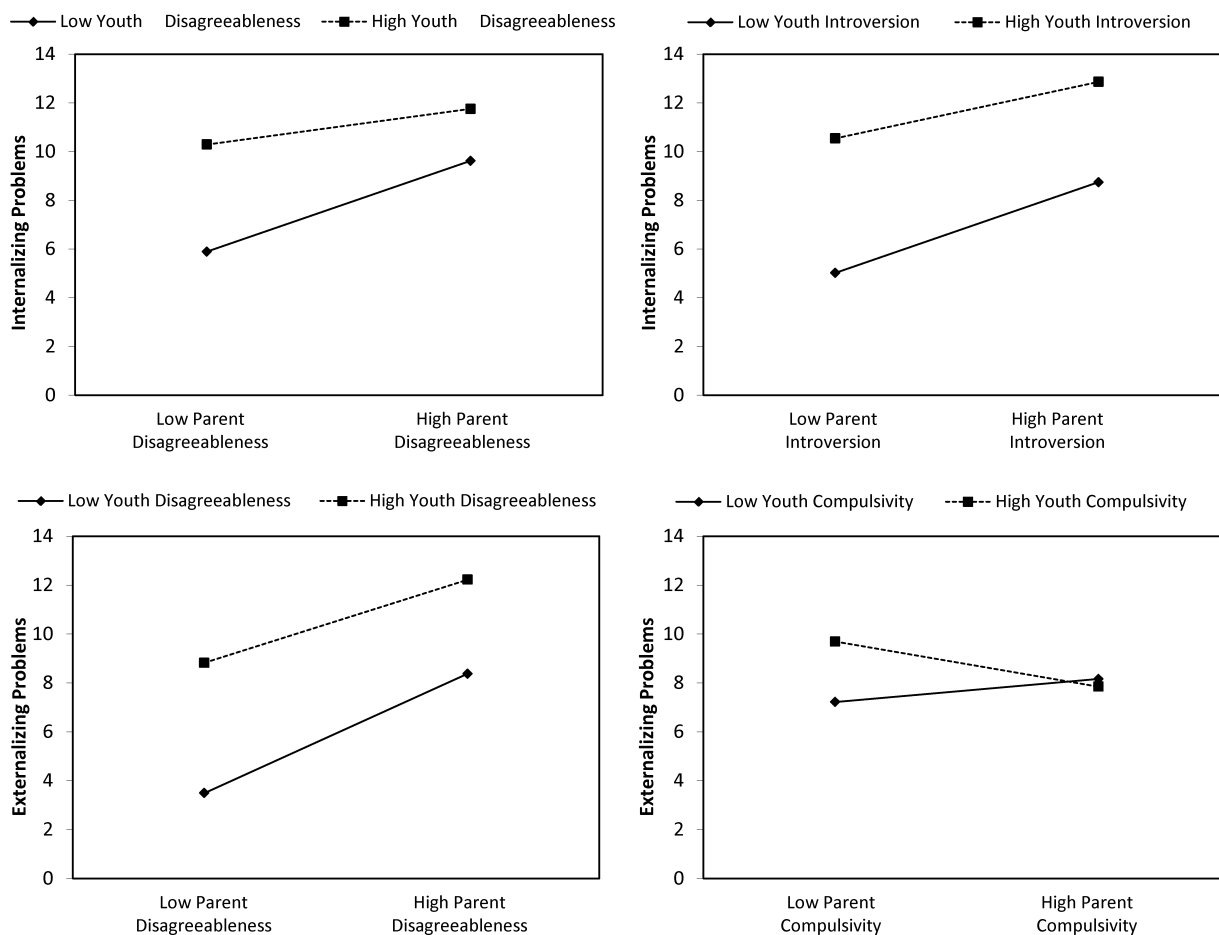 Low Youth Disagreeableness High Youth Disagreeableness
14
12
10
8
6
4
2
0
Internalizing Problems
Low Parent
Disagreeableness
High Parent
Disagreeableness
Low Youth Introversion High Youth Introversion
14
12
10
8
6
4
2
0
Internalizing Problems
Low Parent
Introversion
High Parent
Introversion
Low Youth Disagreeableness High Youth Disagreeableness
14
12
10
8
6
4
2
0
Externalizing Problems
Low Parent
Disagreeableness
High Parent
Disagreeableness
Low Youth Compulsivity High Youth Compulsivity
14
12
10
8
6
4
2
0
Externalizing Problems
Low Parent
Compulsivity
High Parent
Compulsivity